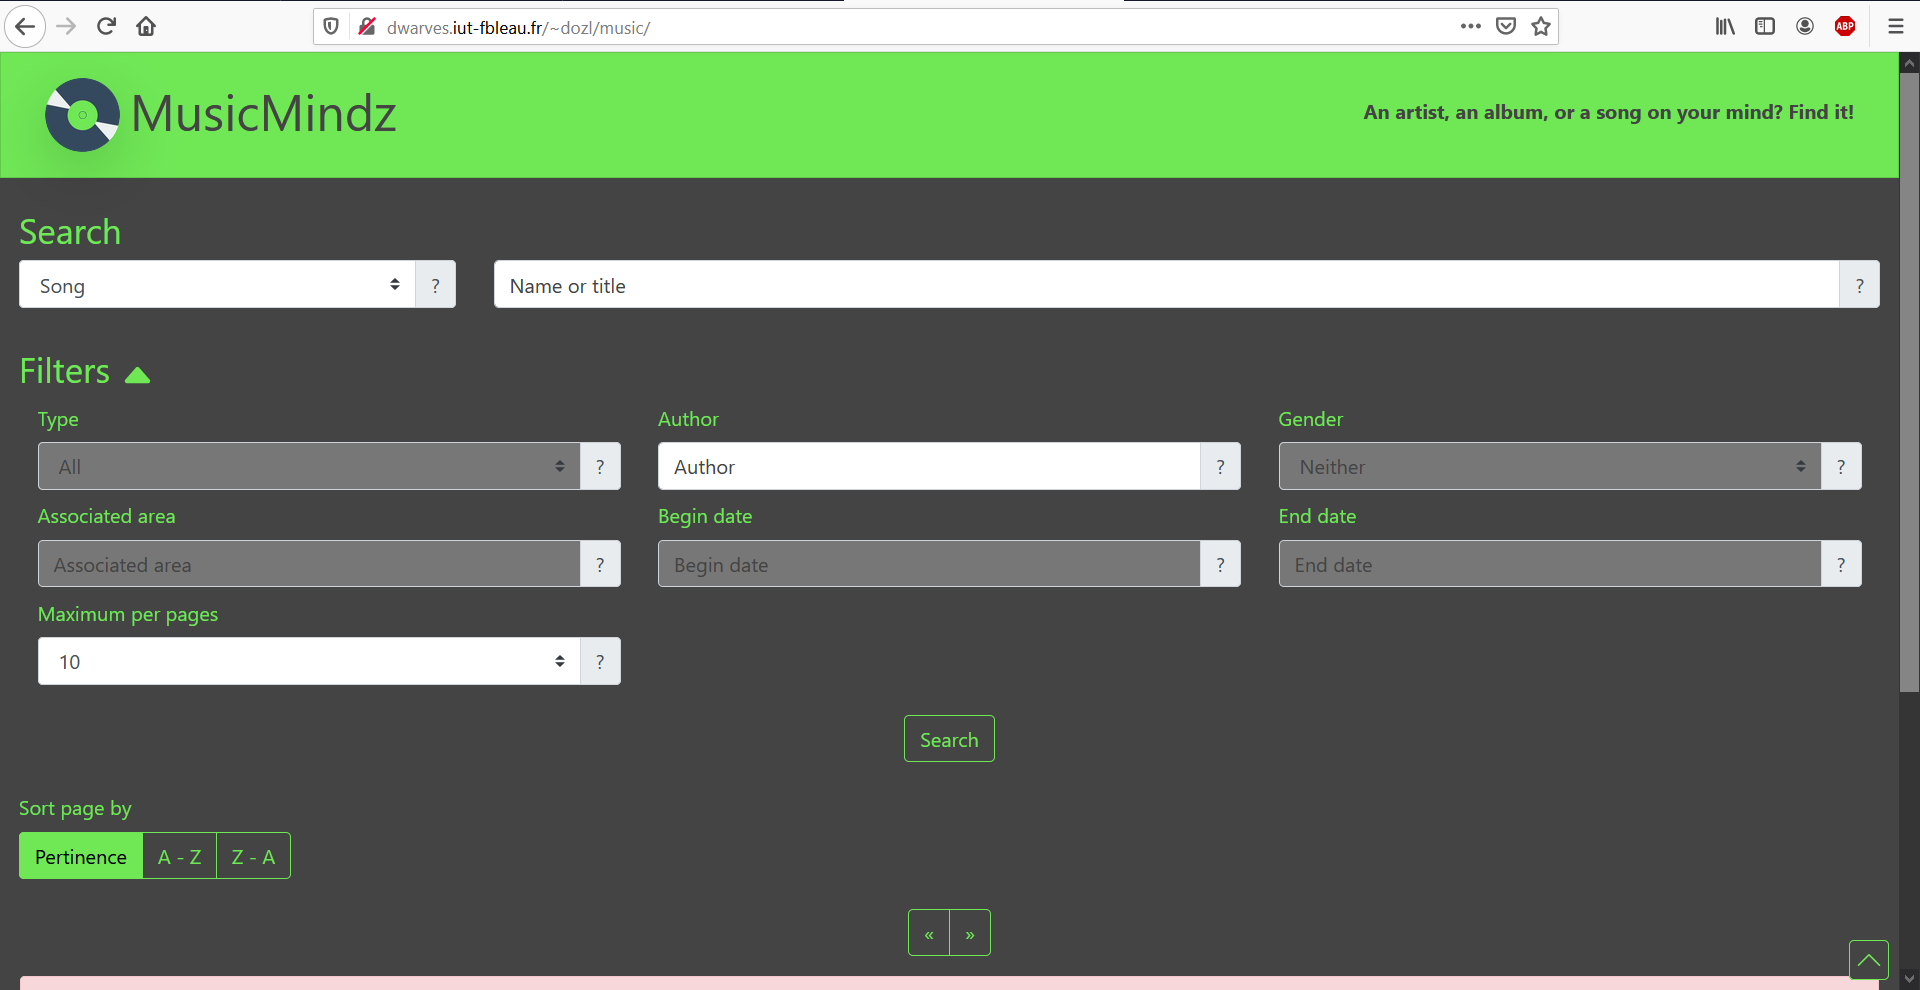 dwarves.iut-fbleau.fr/~dozl/music/
ABP
MusicMindz
An artist, an album, or a song on your mind? Find it!
Search
Song ?
Name or title ?
Filters
Type
Author
Gender
All ?
Author ?
Neither ?
Associated area
Begin date
End date
Associated area ?
Begin date ?
End date ?
Maximum per pages
10 ?
Search
Sort page by
Pertinence A - Z Z - A
« »